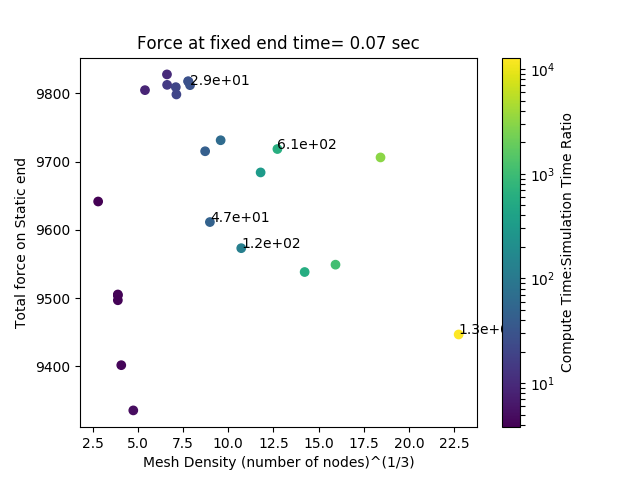 Force at fixed end time= 0.07 sec
Total force on Static end
9800
9700
9600
9500
9400
2.9e+01
6.1e+02
4.7e+01
1.2e+02
1.3e+0
2.5
5.0
7.5
10.0
12.5
15.0
17.5
20.0
22.5
Mesh Density (number of nodes)^(1/3)
10^4
10^3
10^2
10^1
Compute Time:Simulation Time Ratio